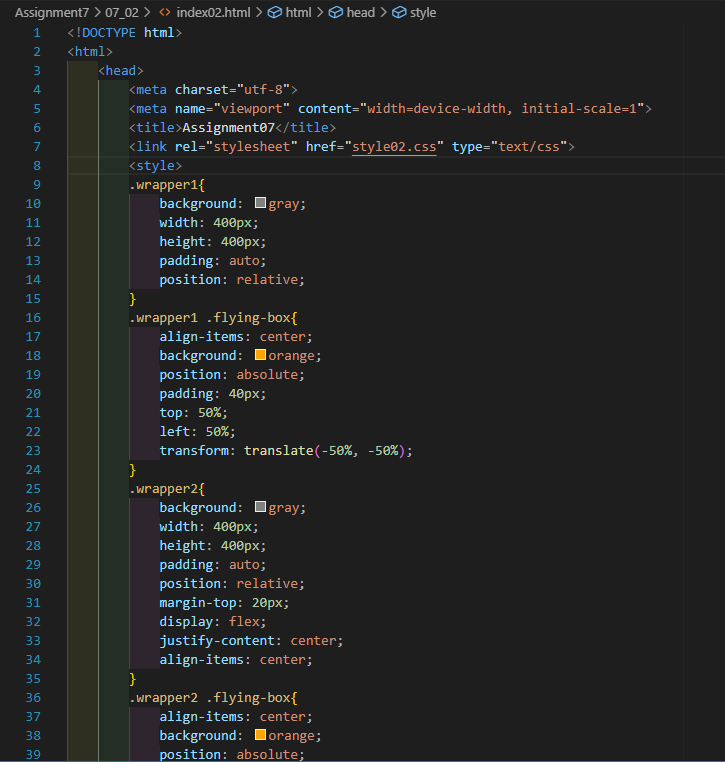 Assignment7 > 07_02 > <> index02.html > html > head > style
1 <!DOCTYPE html>
2 <html>
3 <head>
4 <meta charset="utf-8">
5 <meta name="viewport" content="width=device-width, initial-scale=1">
6 <title>Assignment07</title>
7 <link rel="stylesheet" href="style02.css" type="text/css">
8 <style>
9 .wrapper1{
10 background: gray;
11 width: 400px;
12 height: 400px;
13 padding: auto;
14 position: relative;
15 }
16 .wrapper1 .flying-box{
17 align-items: center;
18 background: orange;
19 position: absolute;
20 padding: 40px;
21 top: 50%;
22 left: 50%;
23 transform: translate(-50%, -50%);
24 }
25 .wrapper2{
26 background: gray;
27 width: 400px;
28 height: 400px;
29 padding: auto;
30 position: relative;
31 margin-top: 20px;
32 display: flex;
33 justify-content: center;
34 align-items: center;
35 }
36 .wrapper2 .flying-box{
37 align-items: center;
38 background: orange;
39 position: absolute;